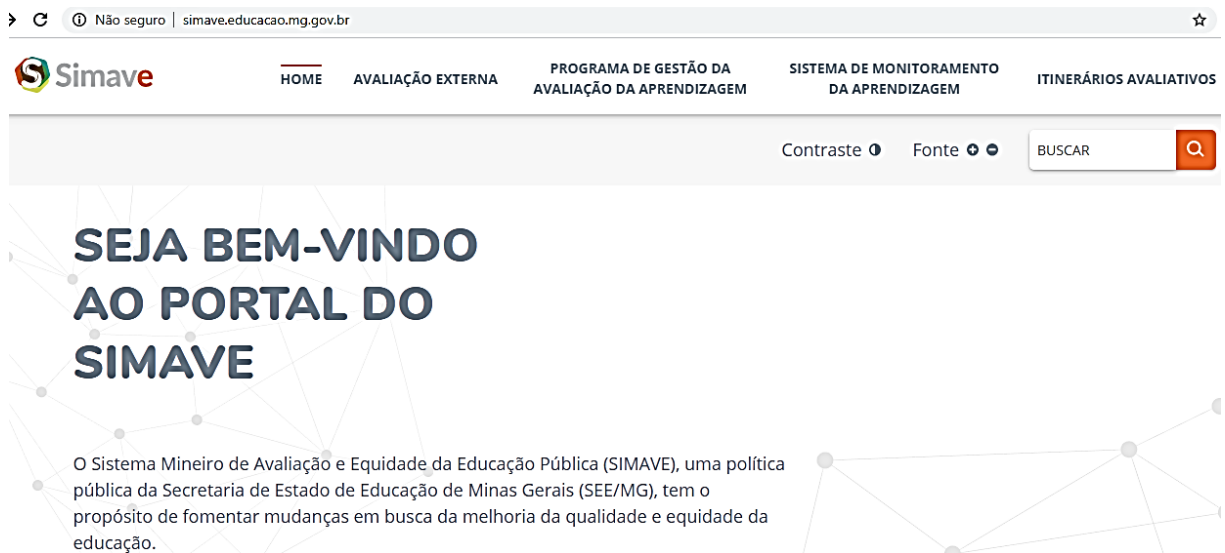 Não seguro | simave.educacao.mg.gov.br
Simave
HOME
AVALIAÇÃO EXTERNA
PROGRAMA DE GESTÃO DA
AVALIAÇÃO DA APRENDIZAGEM
SISTEMA DE MONITORAMENTO
DA APRENDIZAGEM
ITINERÁRIOS AVALIATIVOS
Contraste
Fonte
BUSCAR
SEJA BEM-VINDO
AO PORTAL DO
SIMAVE
O Sistema Mineiro de Avaliação e Equidade da Educação Pública (SIMAVE), uma política
pública da Secretaria de Estado de Educação de Minas Gerais (SEE/MG), tem o
propósito de fomentar mudanças em busca da melhoria da qualidade e equidade da
educação.